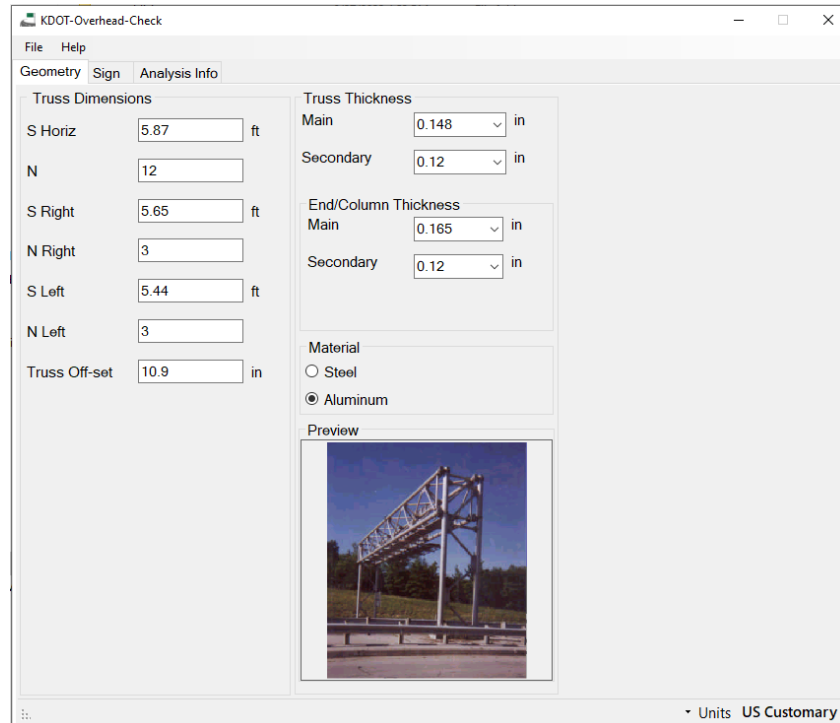 KDOT-Overhead-Check
File Help
Geometry Sign Analysis Info
Truss Dimensions
S Horiz 5.87 ft
N 12
S Right 5.65 ft
N Right 3
S Left 5.44 ft
N Left 3
Truss Off-set 10.9 in
Truss Thickness
Main 0.148 in
Secondary 0.12 in
End/Column Thickness
Main 0.165 in
Secondary 0.12 in
Material
Steel
Aluminum
Preview
Units US Customary